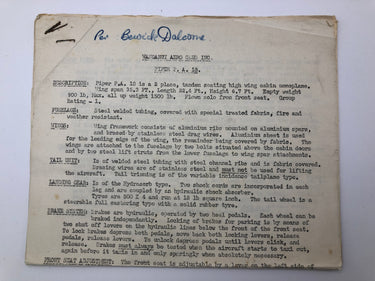 Per Berwick Dalcome.
WANGANUI AERO CLUB INC.
PIPER P. A. 18.
DESCRIPTION: Piper P.A. 18 is a 2 place, tandem seating high wing cabin monoplane.
Wing span 35.3 FT., Length 22.4 Ft., Height 6.7 Ft. Empty weight
900 lb, Max. all up weight 1500 lb. Flown solo from front seat. Group
Rating - 1.
FUSELAGE: Steel welded tubing, covered with special treated fabric, fire and
weather resistant.
WINGS: Wing framework consists of aluminium ribs mounted on aluminium spars,
and braced by stainless steel drag wires. Aluminium sheet is used
for the leading edge of the wing, the remainder being covered by fabric. The
wings are attached to the fuselage by two bolts situated above the cabin doors
and by two steel lift struts from the lower fuselage to wing spar attachments.
TAIL UNIT: Is of welded steel tubing with steel channel ribs and is fabric covered.
Bracing wires are of stainless steel and must not be used for lifting
the aircraft. Tail trimming is of the variable incidence tailplane type.
LANDING GEAR: Is of the Hydrasorb type. Two shock cords are incorporated in each
leg and are coupled to an hydraulic shock absorber.
Tyres are 800 X 4 and run at 18 lb square inch. The tail wheel is a
steerable full castering type with a solid rubber tyre.
BRAKE SYSTEM: Brakes are hydraulic, operated by two heel pedals. Each wheel can be
braked independently. Locking of brakes for parking is by means of
two shut off levers on the hydraulic lines below the front of the front seat.
To lock brakes depress both pedals, move back both locking levers, release
pedals, release levers. To unlock depress pedals until levers click, and
release. Brakes must always be tested when the aircraft starts to taxi out,
again before it taxis in and only sparingly when absolutely necessary.
FRONT SEAT ADJUSTMENT: The front seat is adjustable by a lever on the left side of